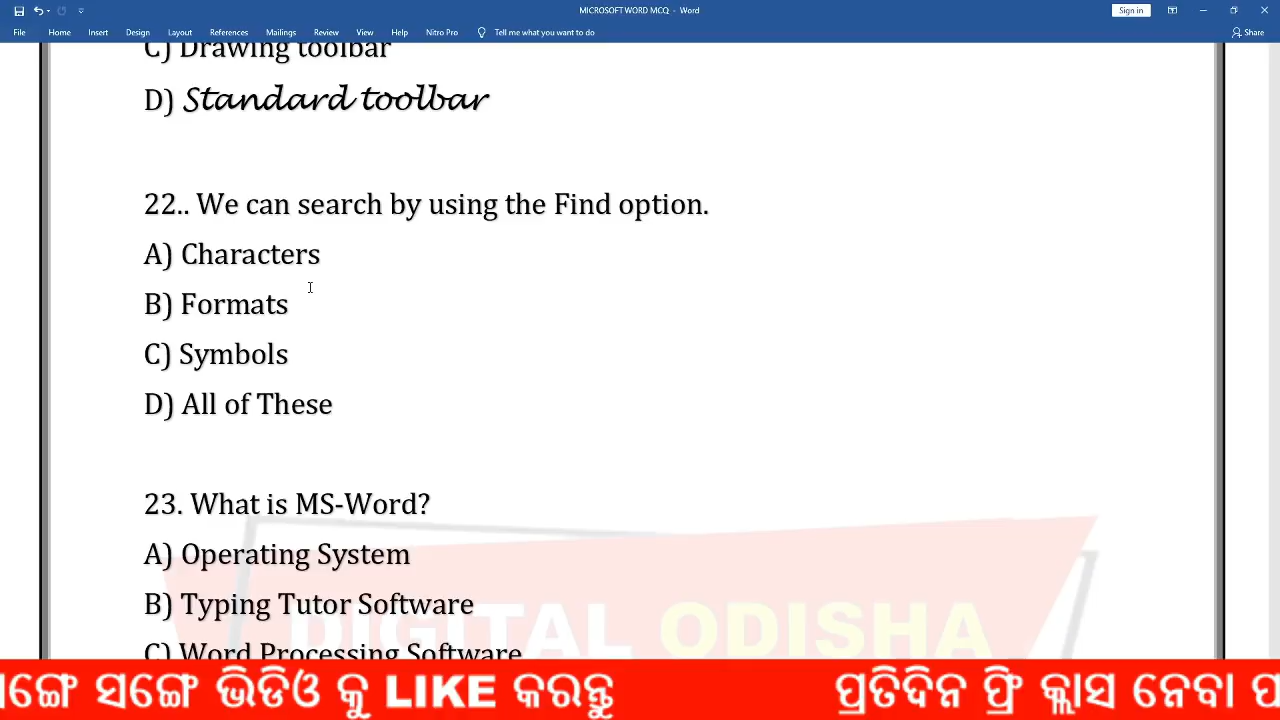 MICROSOFT WORD MCQ - Word
Sign in
File Home Insert Design Layout References Mailings Review View Help Nitro Pro Tell me what you want to do Share
C) Drawing toolbar
D) Standard toolbar
22.. We can search by using the Find option.
A) Characters
B) Formats
C) Symbols
D) All of These
23. What is MS-Word?
A) Operating System
B) Typing Tutor Software
C) Word Processing Software
DIGITAL ODISHA
ସଙ୍ଗେ ଭିଡିଓ କୁ LIKE କରନ୍ତୁ ପ୍ରତିଦିନ ଫ୍ରି କ୍ଲାସ ନେବା